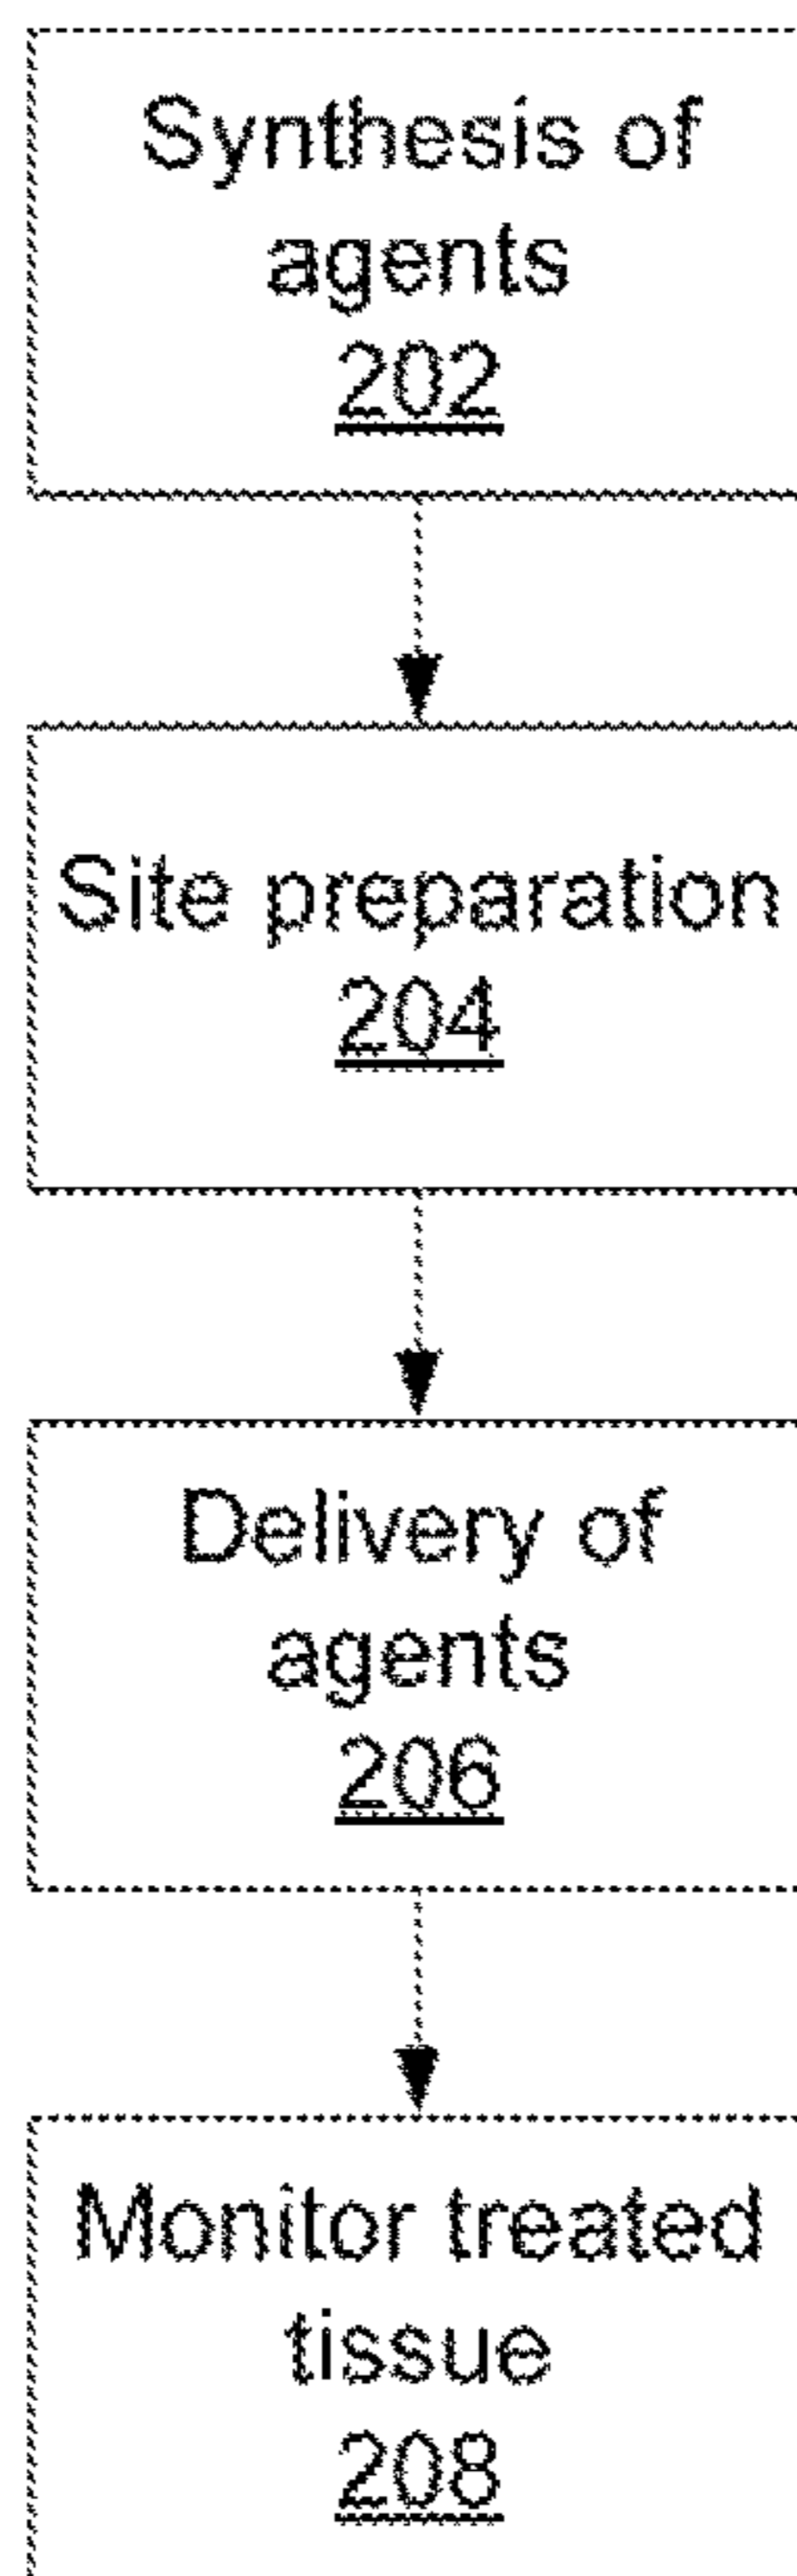 Synthesis of
agents
202
Site preparation
204
Delivery of
agents
206
Monitor treated
tissue
208